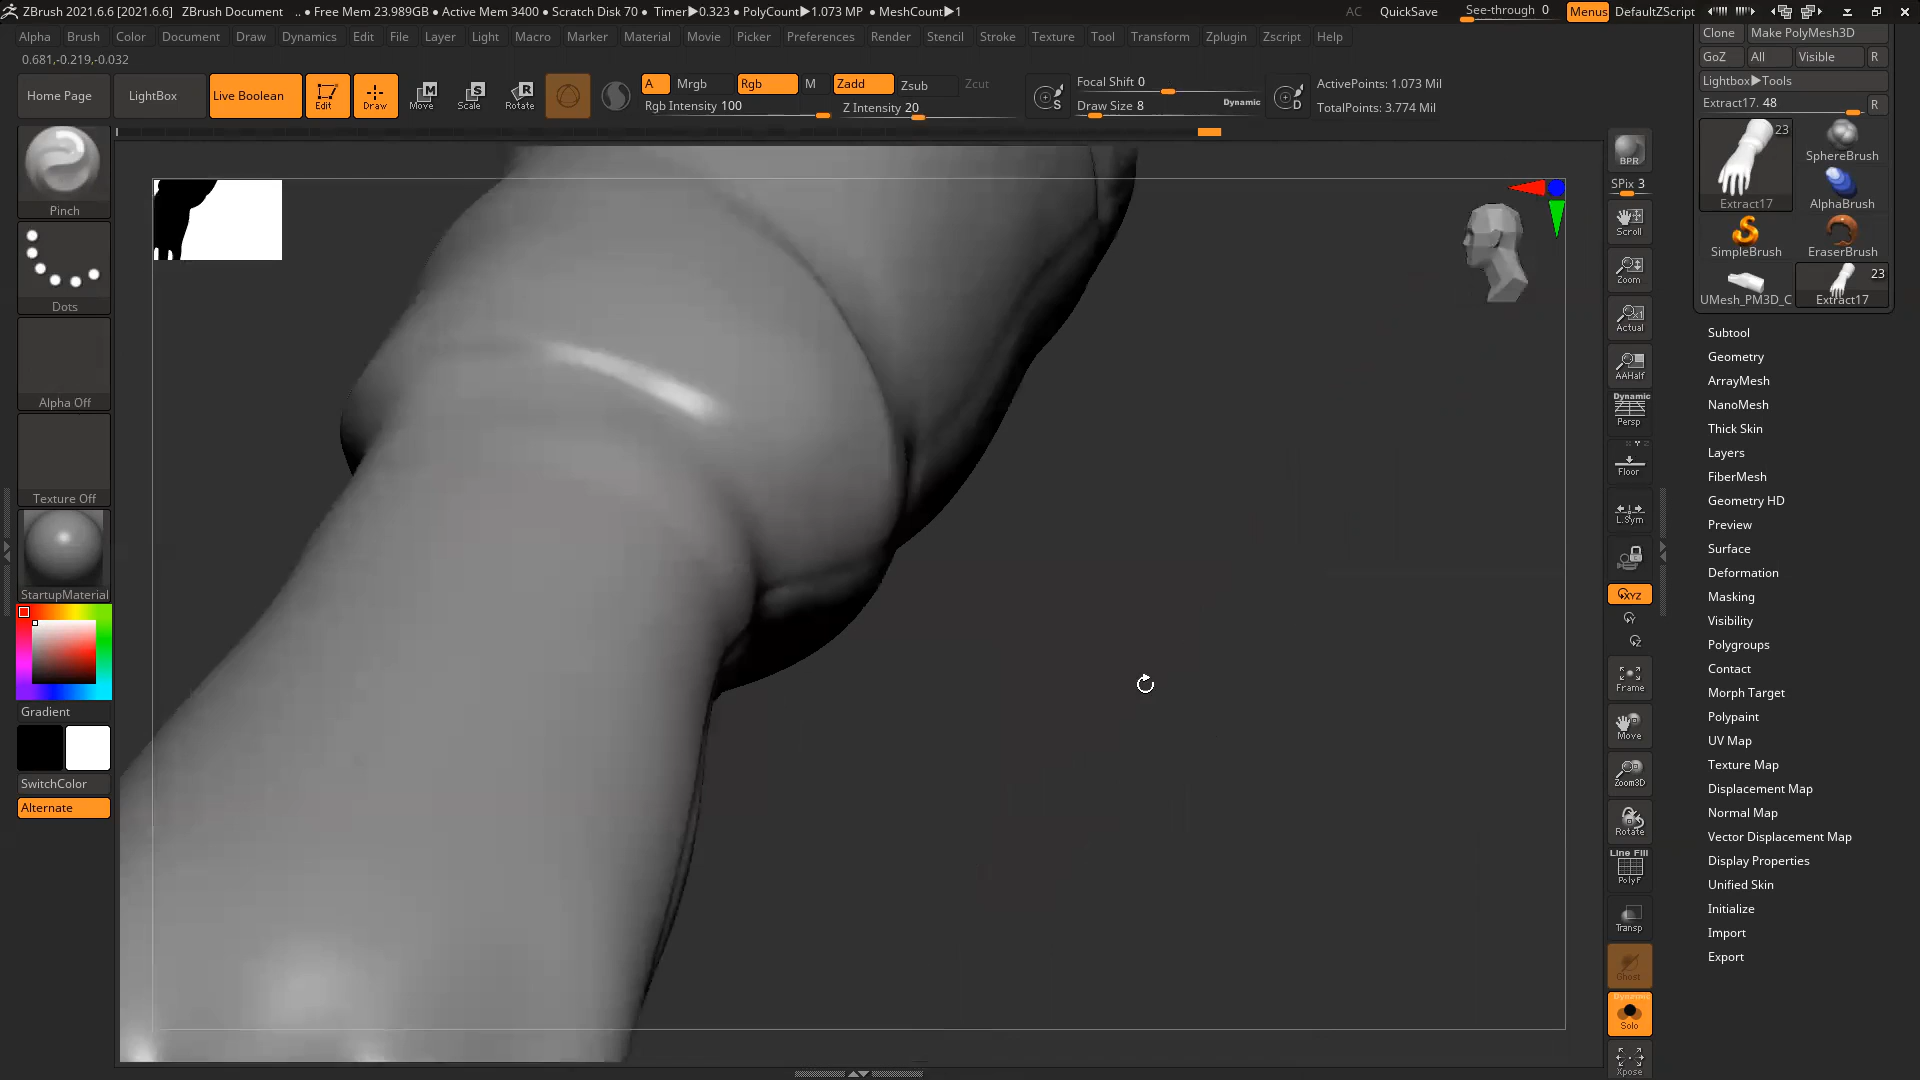 ZBrush 2021.6.6 [2021.6.6] ZBrush Document .. • Free Mem 23.989GB • Active Mem 3400 • Scratch Disk 70 • Timer▶0.323 • PolyCount▶1.073 MP • MeshCount▶1 AC QuickSave See-through 0 Menus DefaultZScript
Alpha Brush Color Document Draw Dynamics Edit File Layer Light Macro Marker Material Movie Picker Preferences Render Stencil Stroke Texture Tool Transform Zplugin Zscript Help
0.681,-0.219,-0.032
Home Page LightBox Live Boolean Edit Draw Move Scale Rotate
A Mrgb Rgb M Zadd Zsub Zcut
Rgb Intensity 100 Z Intensity 20
S Focal Shift 0
Draw Size 8 Dynamic
D ActivePoints: 1.073 Mil
TotalPoints: 3.774 Mil
Pinch
Dots
Alpha Off
Texture Off
StartupMaterial
Gradient
SwitchColor
Alternate
BPR
SPix 3
Scroll
Zoom
Actual
AAHalf
Dynamic
Persp
Floor
L.Sym
XYZ
Y
Z
Frame
Move
Zoom3D
Rotate
Line Fill
PolyF
Transp
Ghost
Dynamic
Solo
Xpose
Clone Make PolyMesh3D
GoZ All Visible R
Lightbox▶Tools
Extract17. 48 R
23
Extract17
SphereBrush
AlphaBrush
SimpleBrush EraserBrush
23
UMesh_PM3D_C Extract17
Subtool
Geometry
ArrayMesh
NanoMesh
Thick Skin
Layers
FiberMesh
Geometry HD
Preview
Surface
Deformation
Masking
Visibility
Polygroups
Contact
Morph Target
Polypaint
UV Map
Texture Map
Displacement Map
Normal Map
Vector Displacement Map
Display Properties
Unified Skin
Initialize
Import
Export